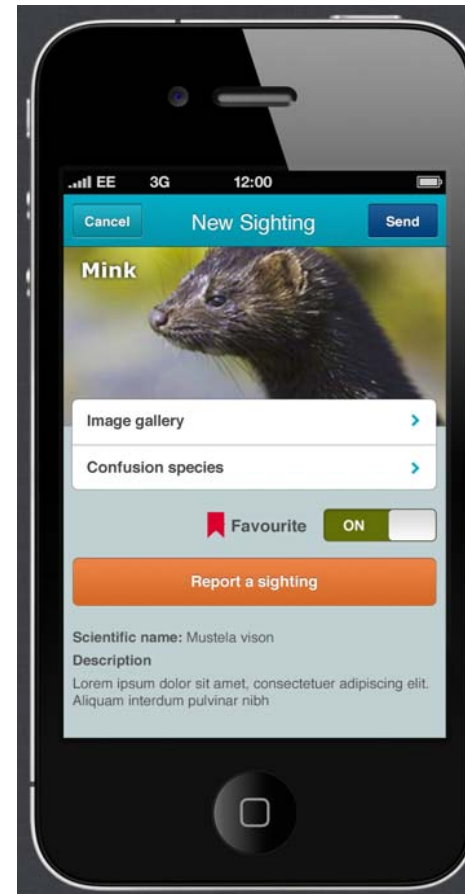 EE 3G 12:00
Cancel New Sighting Send
Mink
Image gallery
Confusion species
Favourite ON
Report a sighting
Scientific name: Mustela vison
Description
Lorem ipsum dolor sit amet, consectetuer adipiscing elit.
Aliquam interdum pulvinar nibh